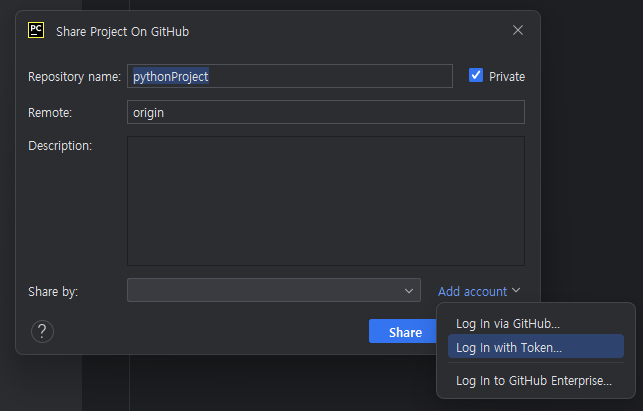 PC
Share Project On GitHub
Repository name: pythonProject Private
Remote: origin
Description:
Share by: Add account
? Share
Log In via GitHub...
Log In with Token...
Log In to GitHub Enterprise...